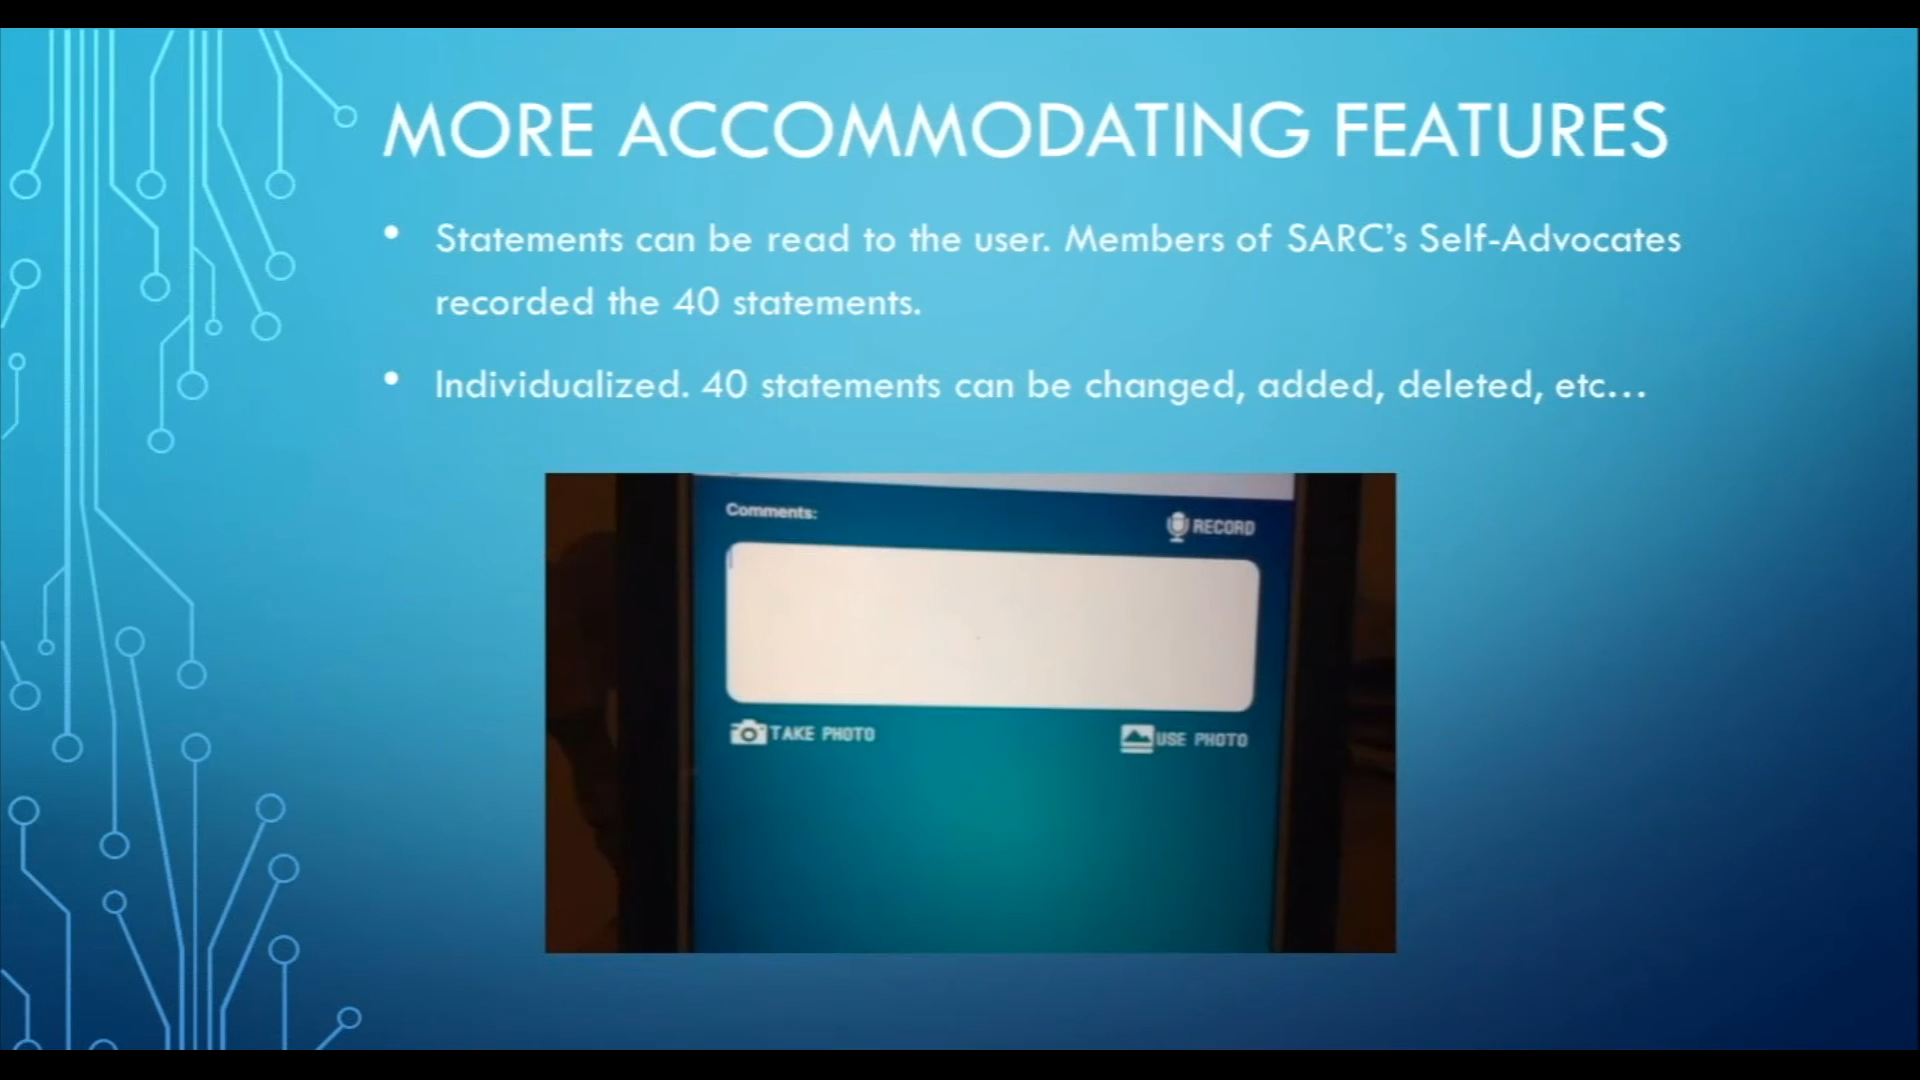 MORE ACCOMMODATING FEATURES
• Statements can be read to the user. Members of SARC's Self-Advocates
recorded the 40 statements.
• Individualized. 40 statements can be changed, added, deleted, etc…
Comments:
RECORD
TAKE PHOTO
USE PHOTO